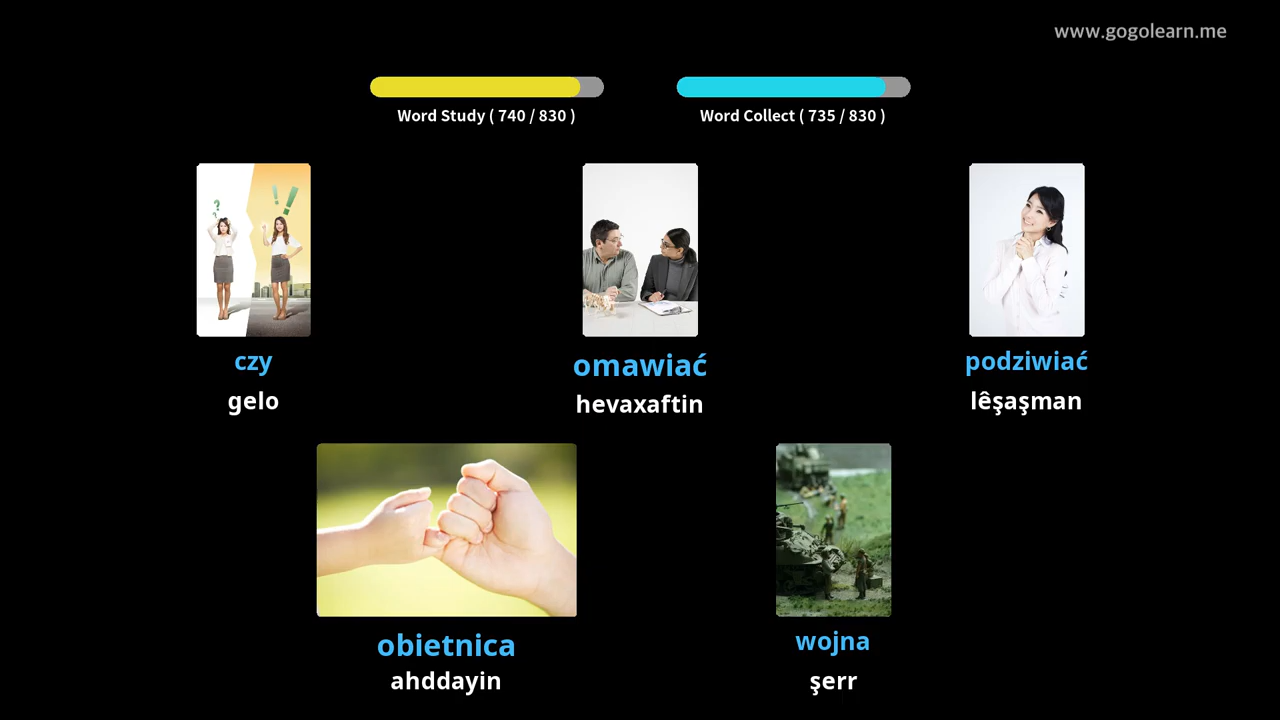 www.gogolearn.me
Word Study ( 740 / 830 )
Word Collect ( 735 / 830 )
czy
gelo
omawiać
hevaxaftin
podziwiać
lêşaşman
obietnica
ahddayin
wojna
şerr